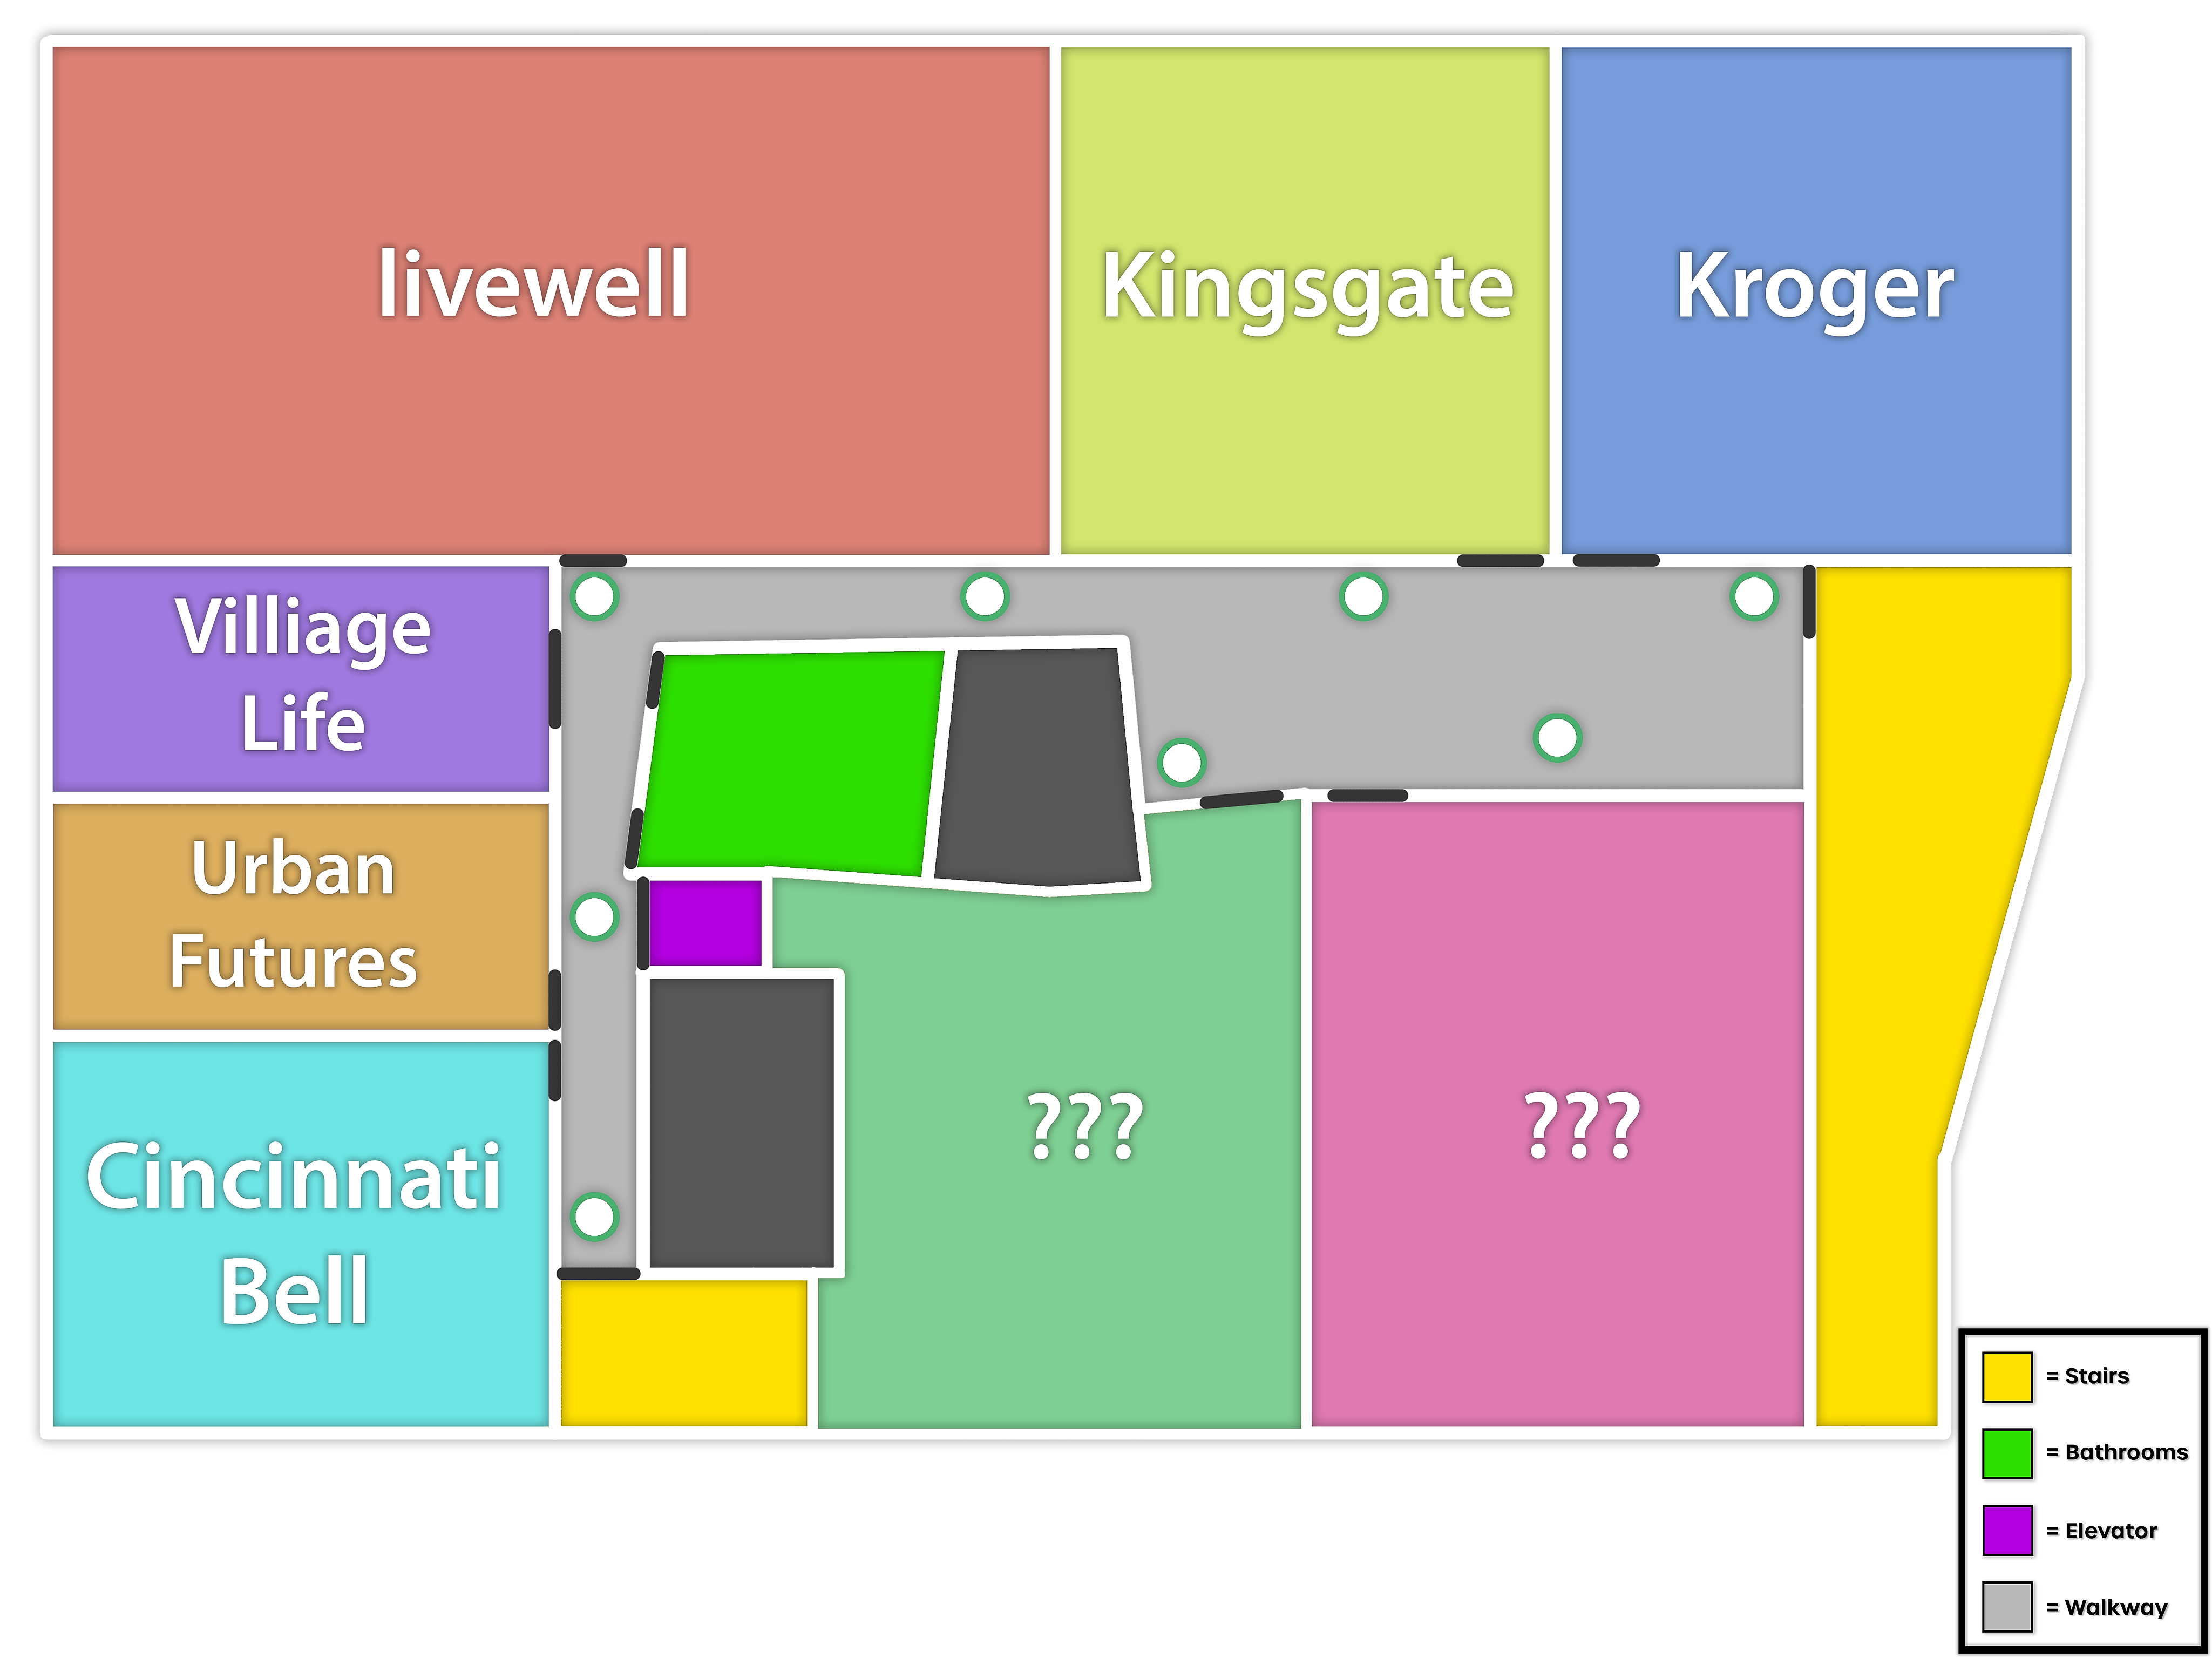 livewell
Kingsgate
Kroger
Villiage
Life
Urban
Futures
Cincinnati
Bell
???
???
= Stairs
= Bathrooms
= Elevator
= Walkway